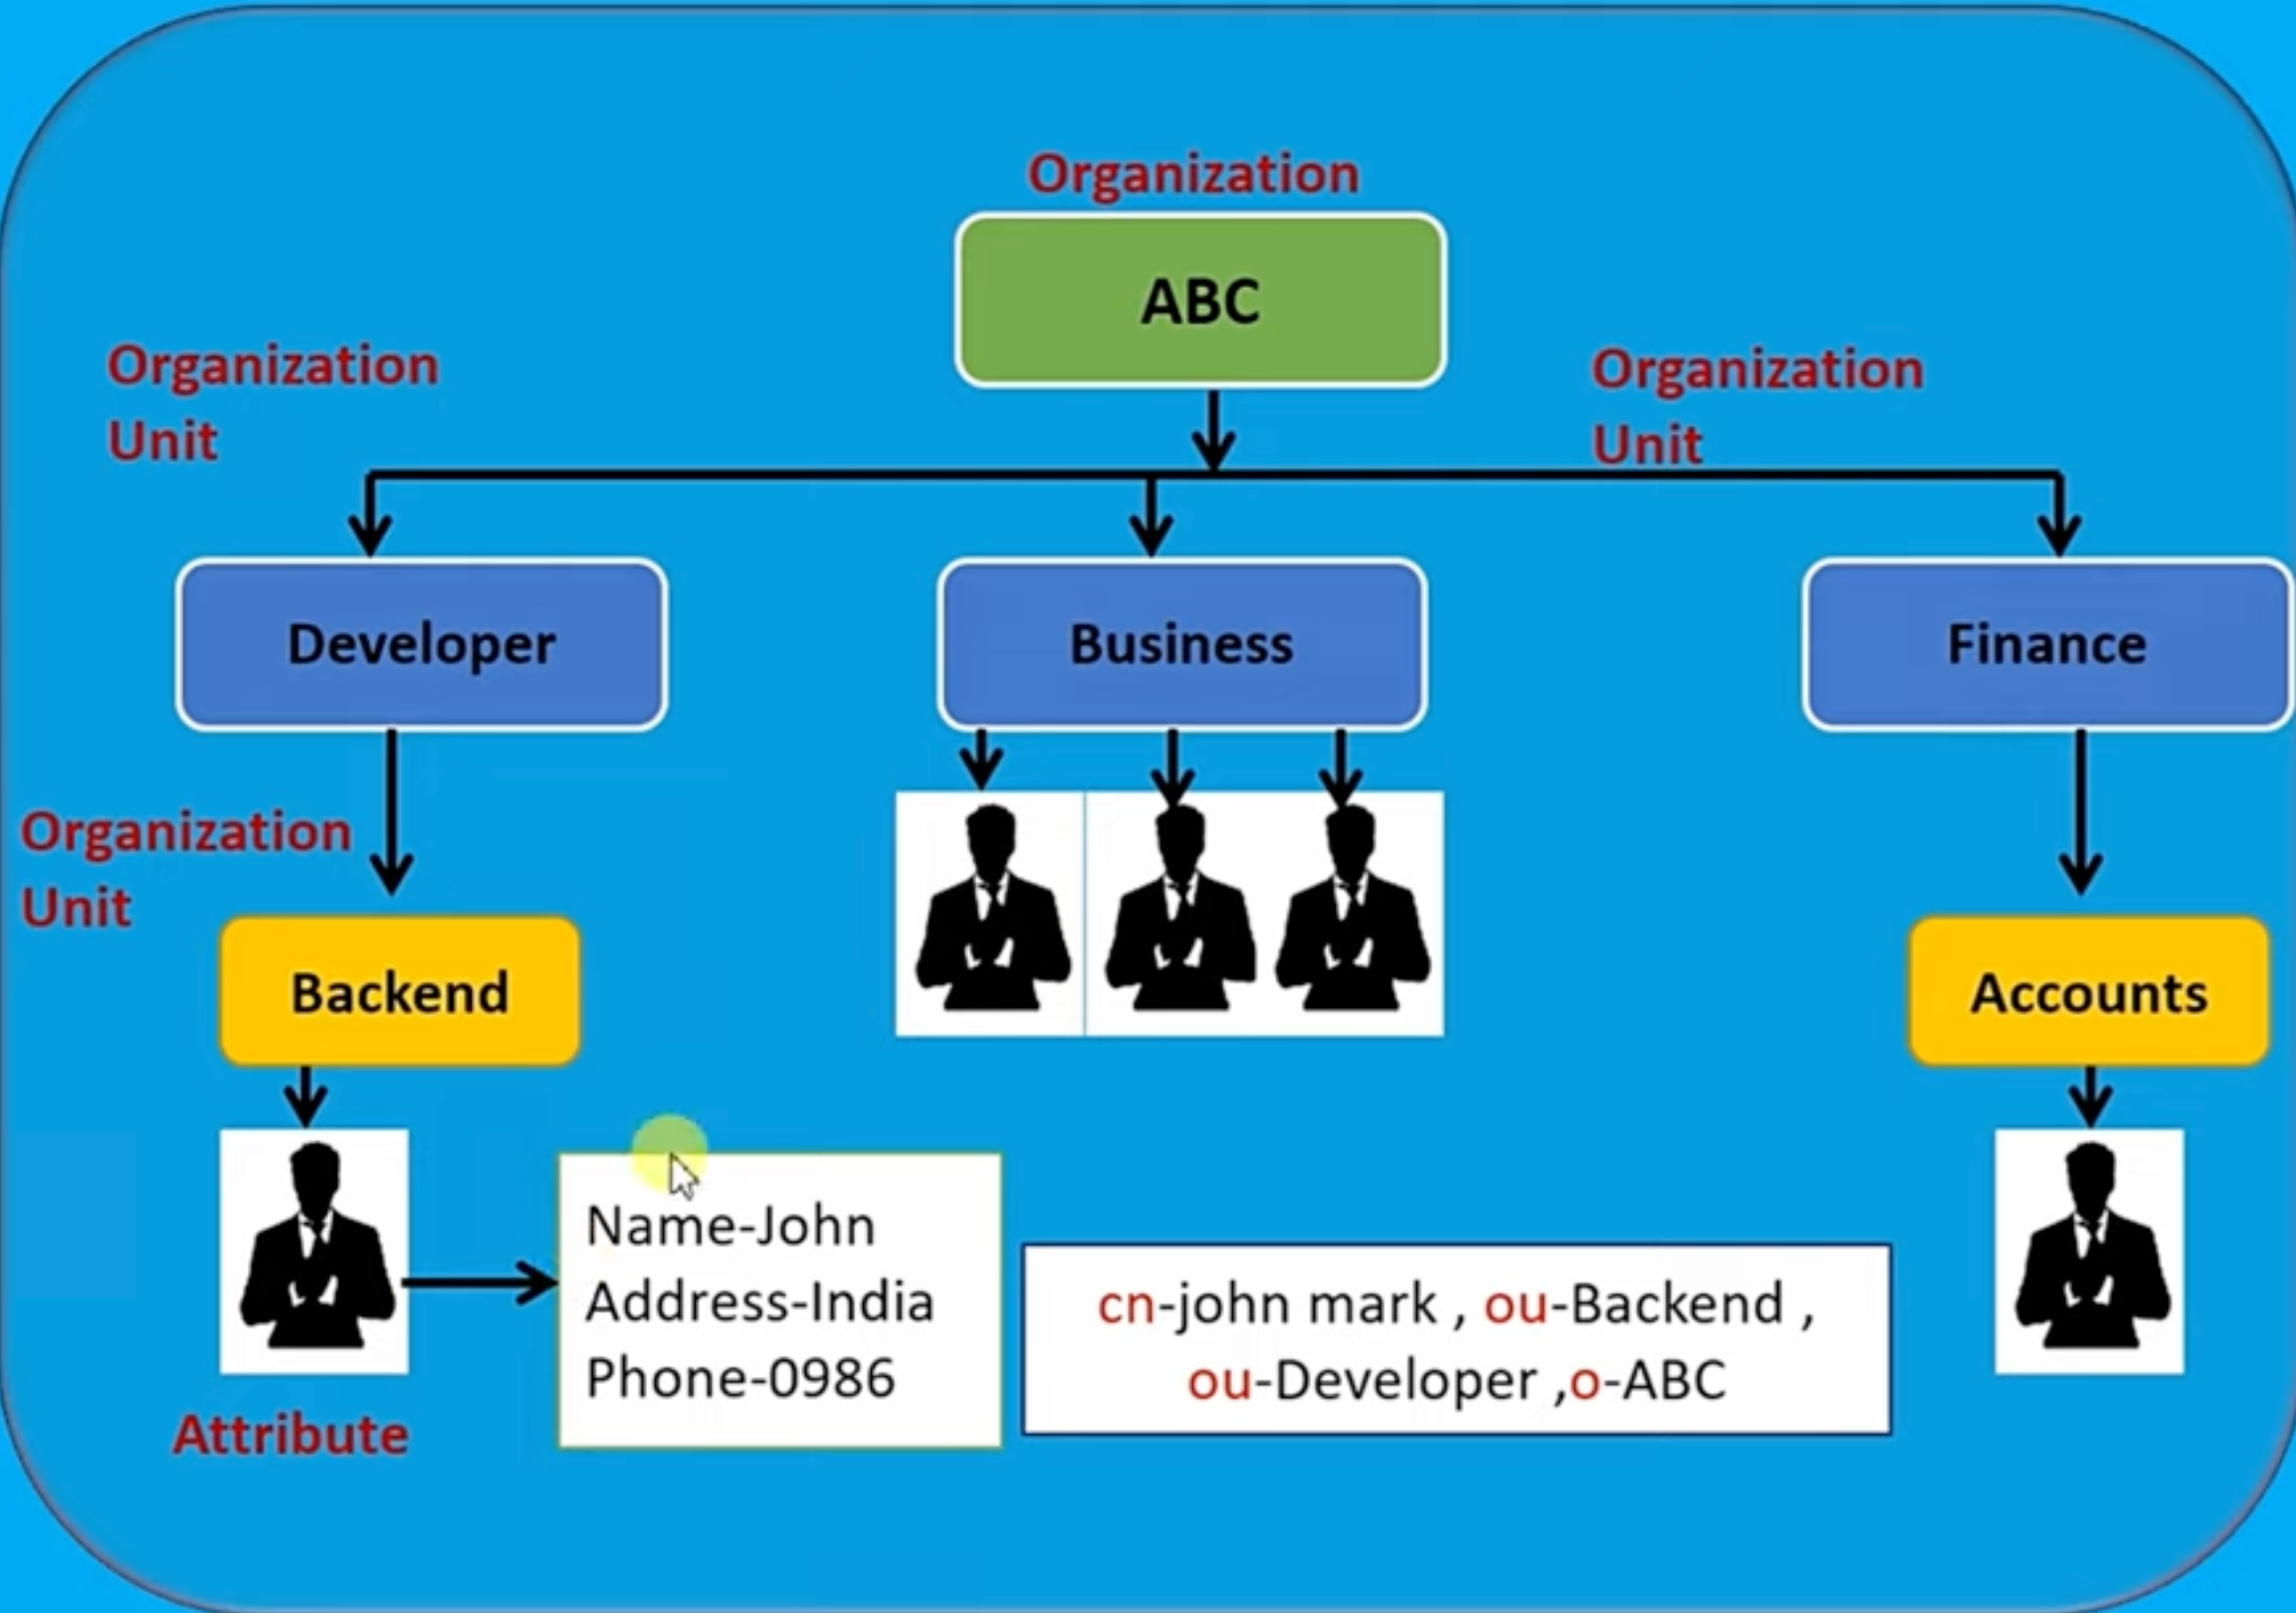 Organization
ABC
Organization
Unit
Organization
Unit
Developer
Business
Finance
Organization
Unit
Backend
Accounts
Name-John
Address-India
Phone-0986
cn-john mark , ou-Backend ,
ou-Developer ,o-ABC
Attribute